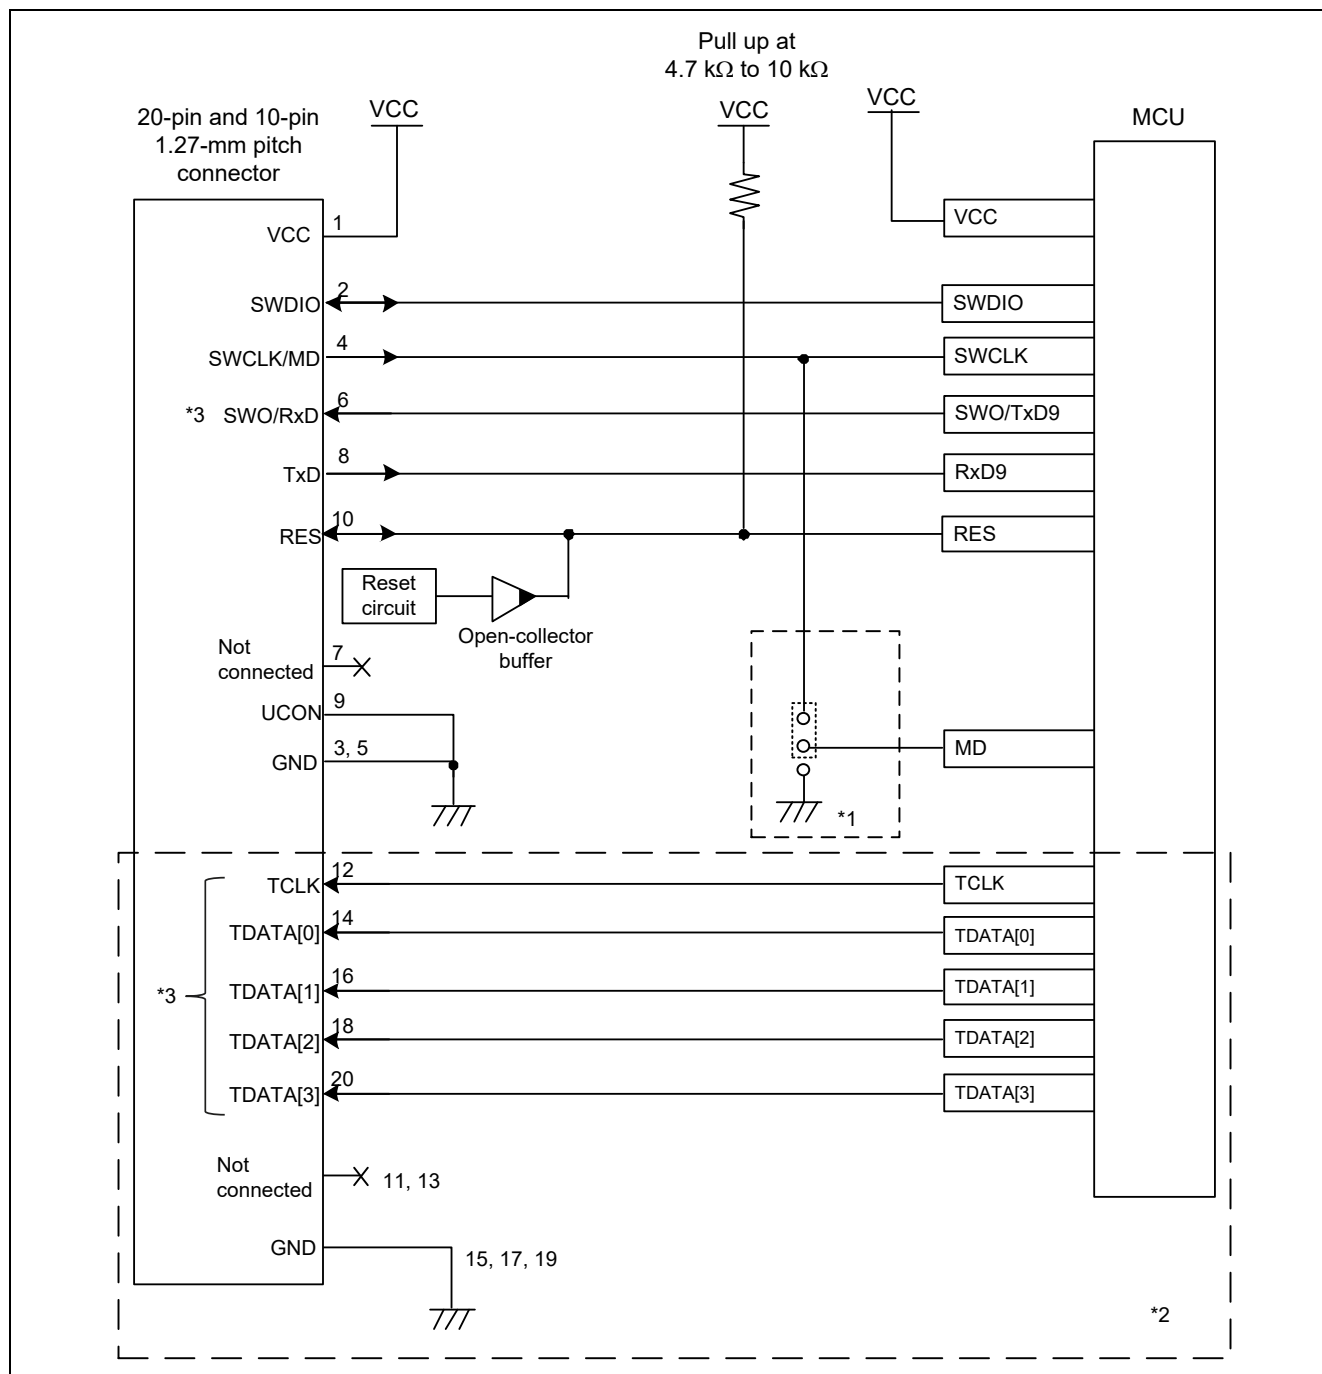 Pull up at
4.7 kΩ to 10 kΩ
20-pin and 10-pin
1.27-mm pitch
connector
VCC
VCC
VCC
MCU
VCC
1
VCC
SWDIO
2
SWDIO
SWCLK/MD
4
SWCLK
*3 SWO/RxD
6
SWO/TxD9
TxD
8
RxD9
RES
10
RES
Reset
circuit
Open-collector
buffer
Not
connected
7
UCON
9
GND
3, 5
MD
*1
TCLK
12
TCLK
TDATA[0]
14
TDATA[0]
*3
TDATA[1]
16
TDATA[1]
TDATA[2]
18
TDATA[2]
TDATA[3]
20
TDATA[3]
Not
connected
11, 13
GND
15, 17, 19
*2